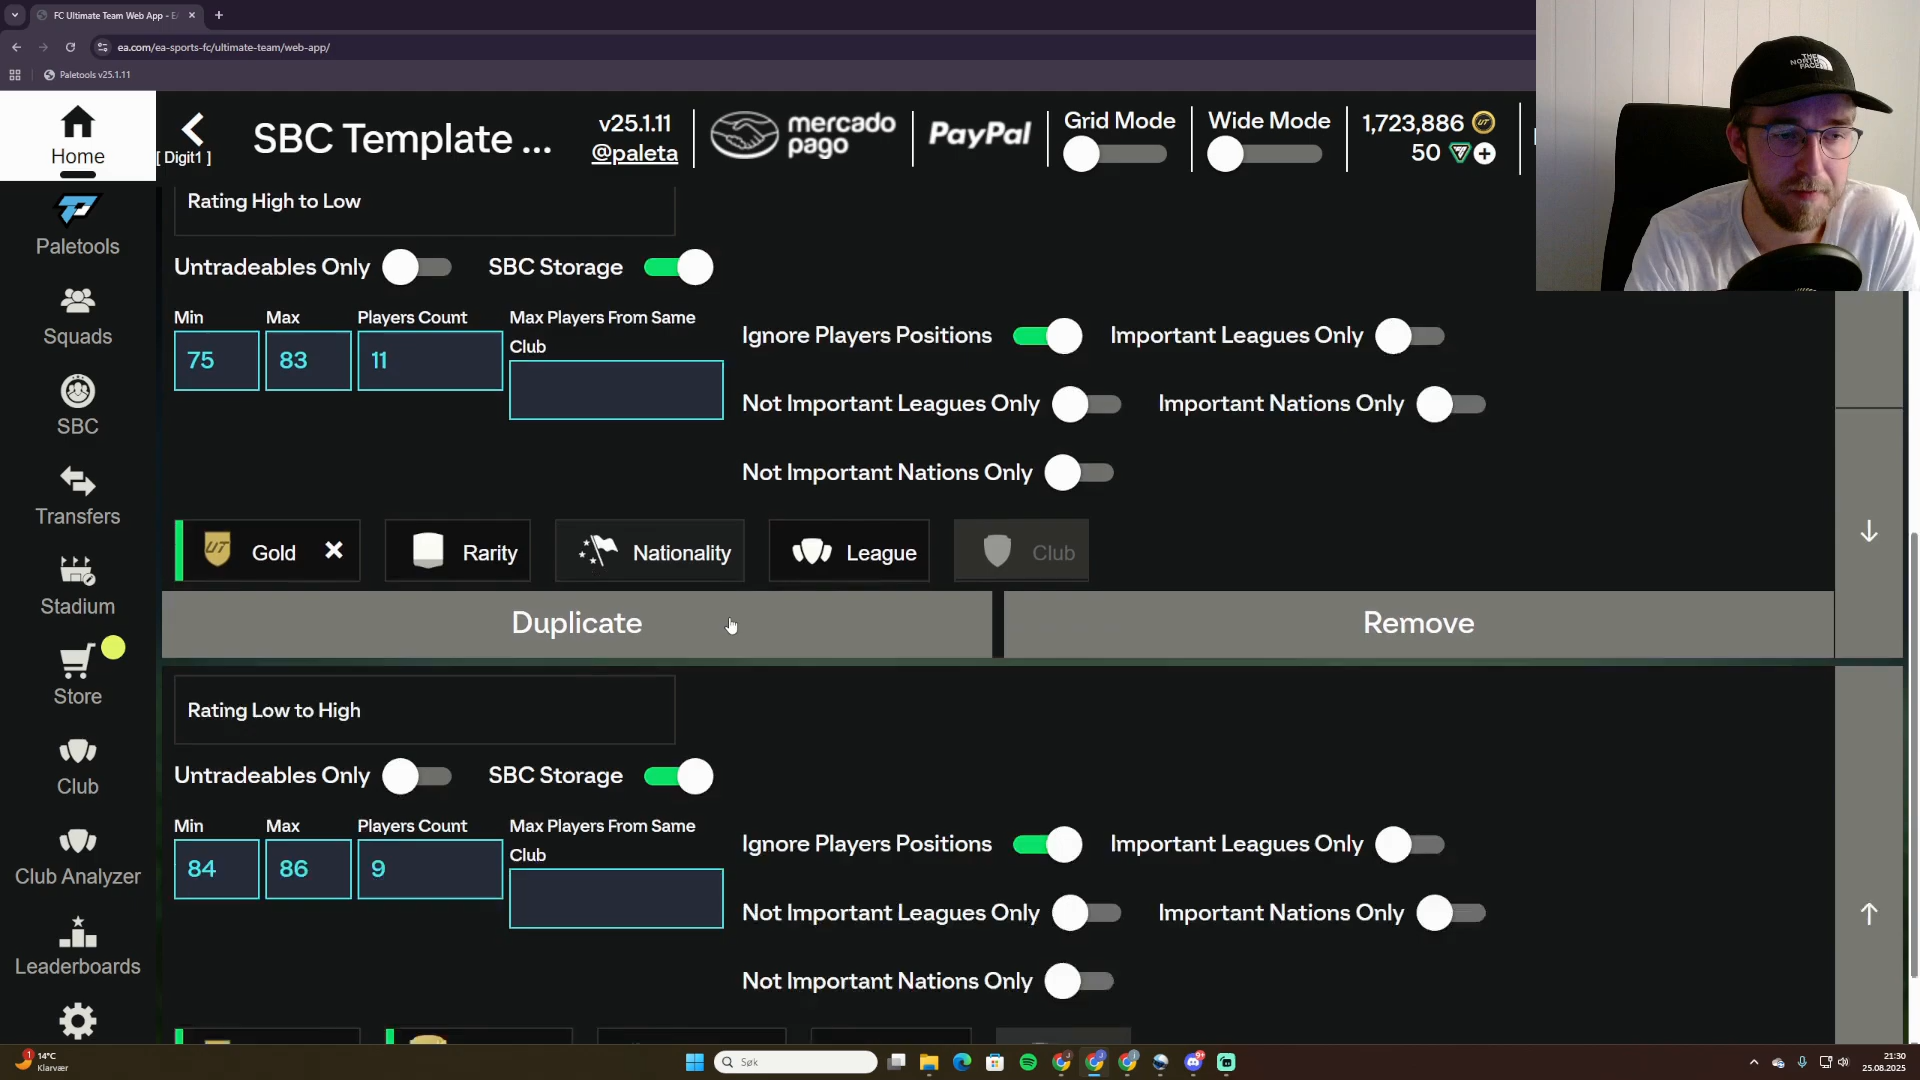 FC Ultimate Team Web App - E
ea.com/ea-sports-fc/ultimate-team/web-app/
Paletools v25.1.11
Home
[ Digit1 ]
SBC Template ...
v25.1.11
@paleta
mercado
pago
PayPal
Grid Mode
Wide Mode
1,723,886
UT
50
THE
NORTH
FACE
Paletools
Squads
SBC
Transfers
Stadium
Store
Club
Club Analyzer
Leaderboards
Rating High to Low
Untradeables Only
SBC Storage
Min
Max
Players Count
Max Players From Same
Club
75
83
11
Ignore Players Positions
Important Leagues Only
Not Important Leagues Only
Important Nations Only
Not Important Nations Only
UT
Gold
Rarity
Nationality
League
Club
Duplicate
Remove
Rating Low to High
Untradeables Only
SBC Storage
Min
Max
Players Count
Max Players From Same
Club
84
86
9
Ignore Players Positions
Important Leagues Only
Not Important Leagues Only
Important Nations Only
Not Important Nations Only
1
14°C
Klarvær
Søk
21:30
25.08.2025